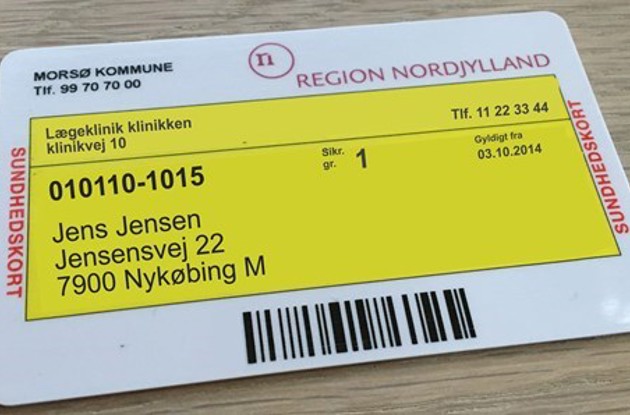 MORSØ KOMMUNE
Tlf. 99 70 70 00
n
REGION NORDJYLLAND
Lægeklinik klinikken
klinikvej 10
Tlf. 11 22 33 44
010110-1015
Sikr.
gr. 1
Gyldigt fra
03.10.2014
Jens Jensen
Jensensvej 22
7900 Nykøbing M
SUNDHEDSKORT
SUNDHEDSKORT